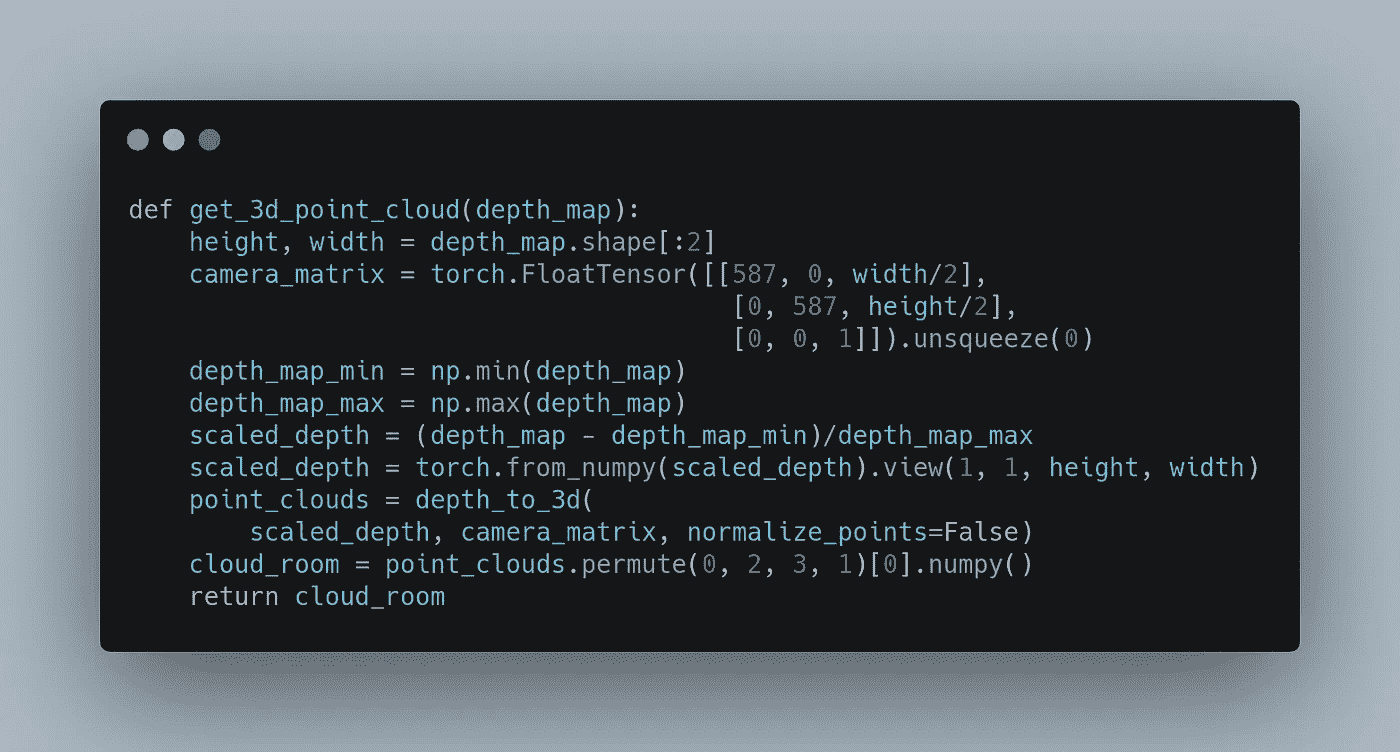 def get_3d_point_cloud(depth_map):
    height, width = depth_map.shape[:2]
    camera_matrix = torch.FloatTensor([[587, 0, width/2],
                                        [0, 587, height/2],
                                        [0, 0, 1]]).unsqueeze(0)
    depth_map_min = np.min(depth_map)
    depth_map_max = np.max(depth_map)
    scaled_depth = (depth_map - depth_map_min)/depth_map_max
    scaled_depth = torch.from_numpy(scaled_depth).view(1, 1, height, width)
    point_clouds = depth_to_3d(
        scaled_depth, camera_matrix, normalize_points=False)
    cloud_room = point_clouds.permute(0, 2, 3, 1)[0].numpy()
    return cloud_room